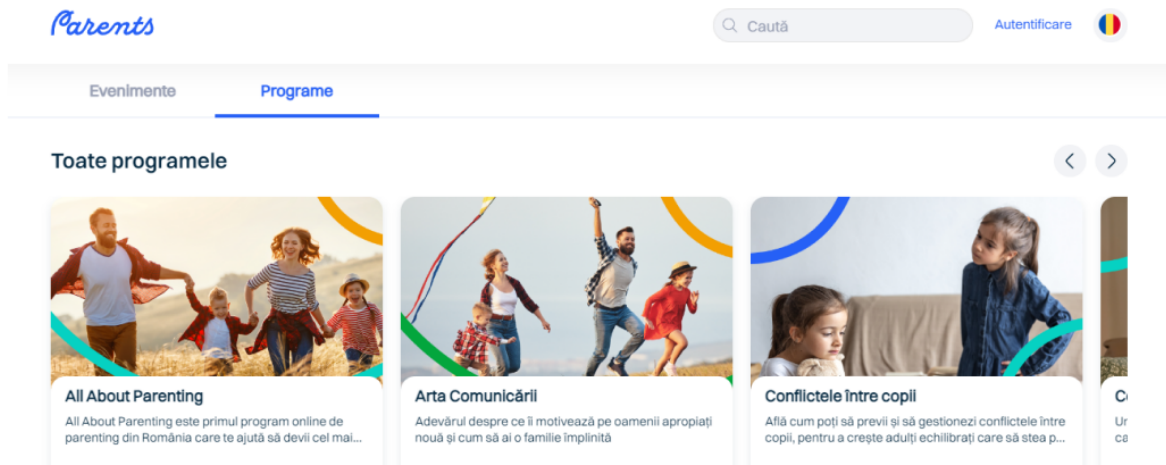 Parents
Caută
Autentificare
Evenimente
Programe
Toate programele
All About Parenting
All About Parenting este primul program online de
parenting din România care te ajută să devii cel mai...
Arta Comunicării
Adevărul despre ce îi motivează pe oamenii apropiați
nouă și cum să ai o familie împlinită
Conflictele între copii
Află cum poți să previi și să gestionezi conflictele între
copii, pentru a crește adulți echilibrați care să stea p...